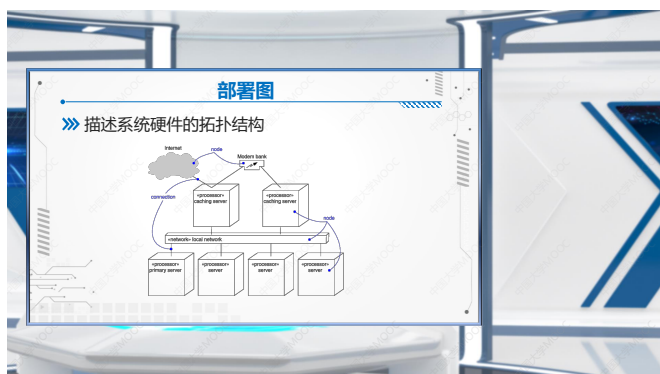 部署图
描述系统硬件的拓扑结构
Internet
node
Modem bank
connection
«processor»
caching server
«processor»
caching server
node
«network» local network
«processor»
primary server
«processor»
server
«processor»
server
«processor»
server